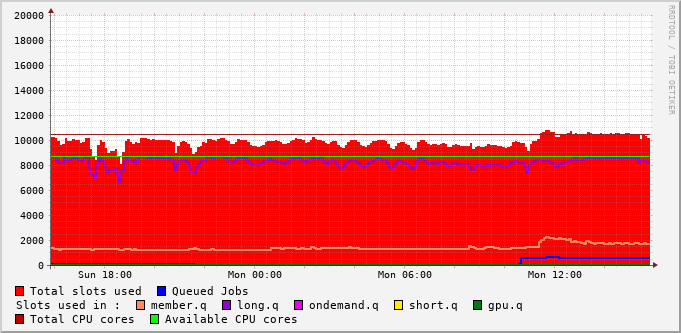 RRDTOOL / TOBI OETIKER
20000
18000
16000
14000
12000
10000
8000
6000
4000
2000
0
Sun 18:00 Mon 00:00 Mon 06:00 Mon 12:00
Total slots used Queued Jobs
Slots used in : member.q long.q ondemand.q short.q gpu.q
Total CPU cores Available CPU cores